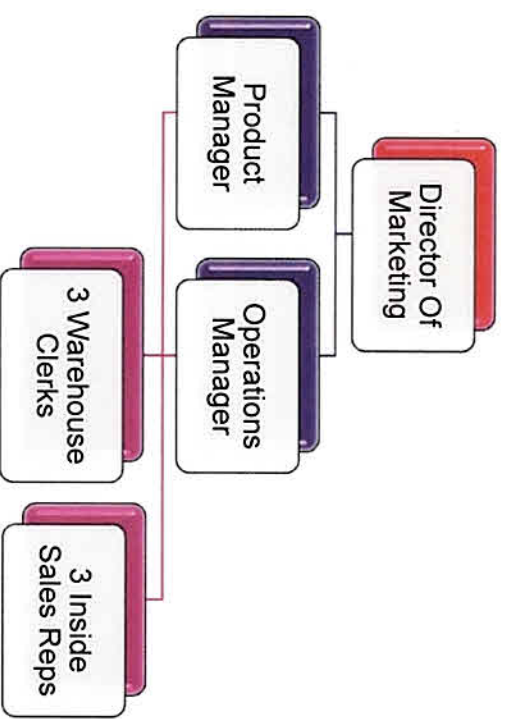 Director Of
Marketing
Product
Manager
Operations
Manager
3 Warehouse
Clerks
3 Inside
Sales Reps